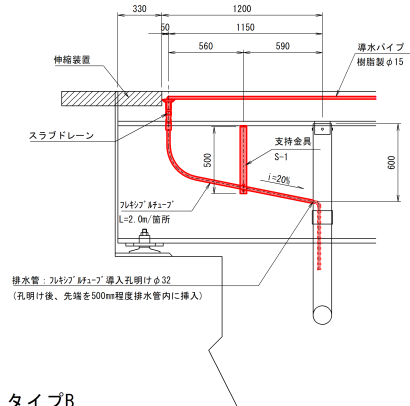 330
1200
50
1150
560
590
伸縮装置
導水パイプ
樹脂製φ15
スラブドレーン
支持金具
S-1
500
600
i=20%
フレキシブルチューブ
L=2.0m/箇所
排水管：フレキシブルチューブ導入孔明けφ32
(孔明け後、先端を500mm程度排水管内に挿入)
タイプB